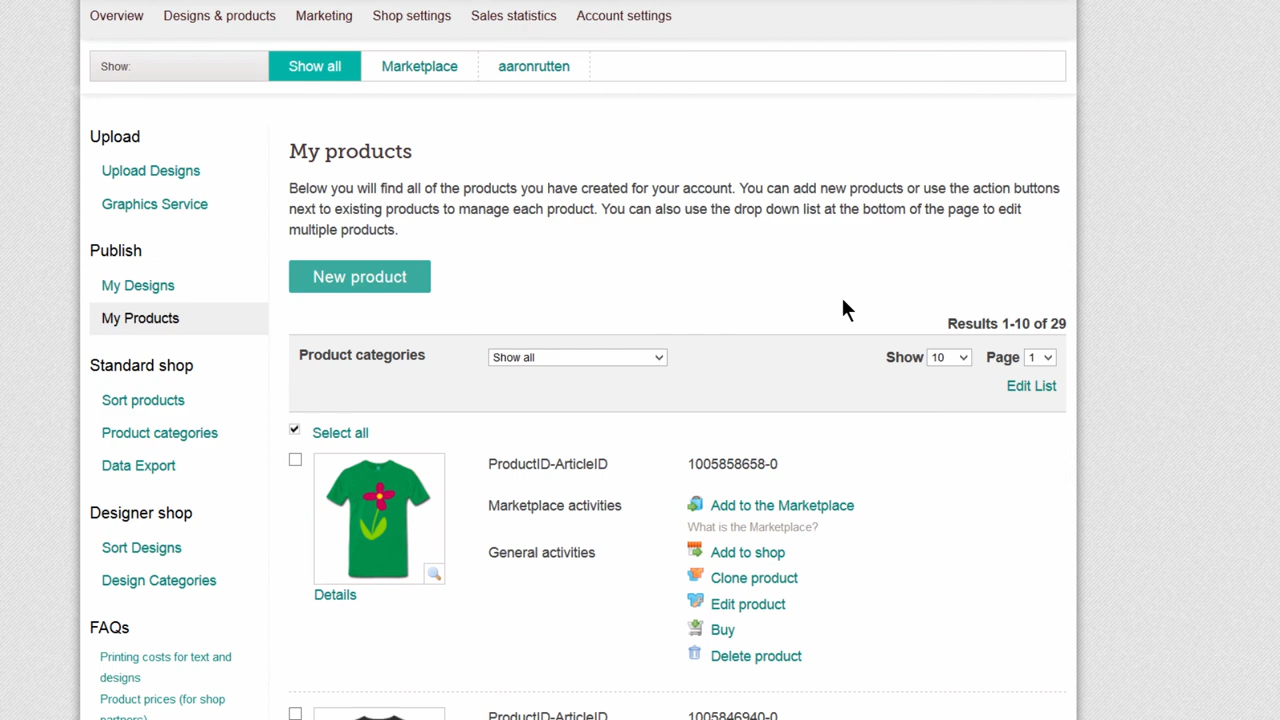 Overview Designs & products Marketing Shop settings Sales statistics Account settings
Show: Show all Marketplace aaronrutten
Upload
Upload Designs
Graphics Service
Publish
My Designs
My Products
Standard shop
Sort products
Product categories
Data Export
Designer shop
Sort Designs
Design Categories
FAQs
Printing costs for text and
designs
Product prices (for shop
partners)
My products
Below you will find all of the products you have created for your account. You can add new products or use the action buttons
next to existing products to manage each product. You can also use the drop down list at the bottom of the page to edit
multiple products.
New product
Results 1-10 of 29
Product categories Show all Show 10 Page 1
Edit List
Select all
ProductID-ArticleID 1005858658-0
Marketplace activities Add to the Marketplace
What is the Marketplace?
General activities Add to shop
Clone product
Edit product
Buy
Delete product
Details
ProductID-ArticleID 1005846940-0